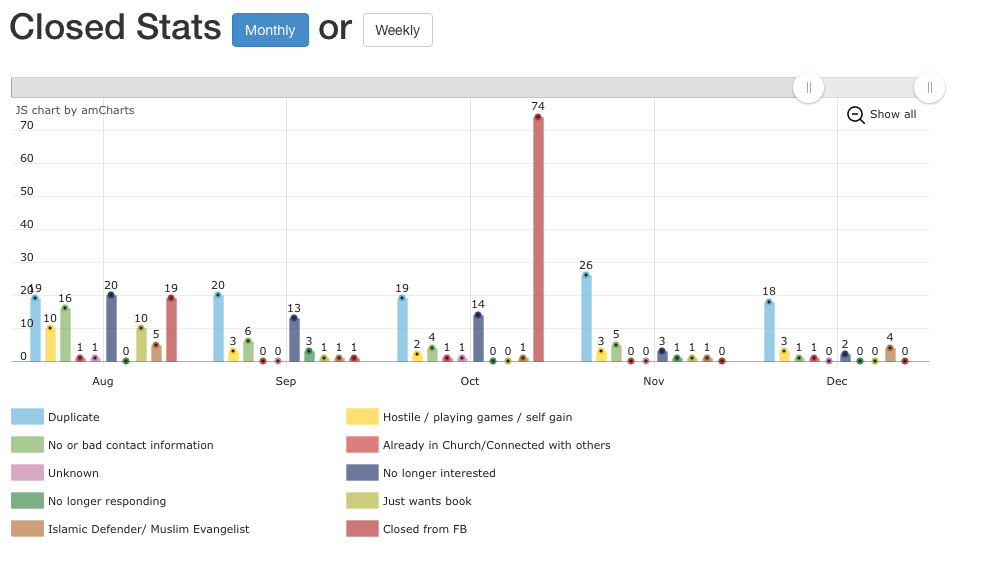 Closed Stats Monthly or Weekly
JS chart by amCharts
Show all
74
70
60
50
40
30
20
10
0
19 10 16 1 1 20 0 10 5 19
20 3 6 0 0 13 3 1 1 1
19 2 4 1 1 14 0 0 1
26 3 5 0 0 3 1 1 1 0
18 3 1 1 0 2 0 0 4 0
Aug Sep Oct Nov Dec
Duplicate Hostile / playing games / self gain
No or bad contact information Already in Church/Connected with others
Unknown No longer interested
No longer responding Just wants book
Islamic Defender/ Muslim Evangelist Closed from FB